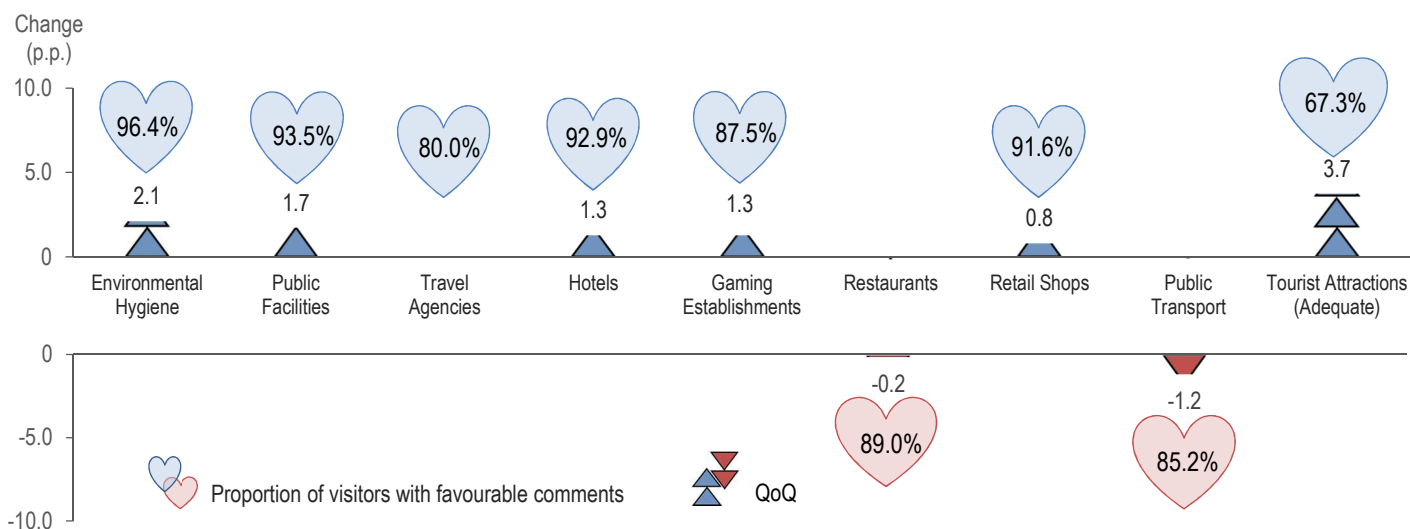 Change
(p.p.)
10.0
5.0
0
96.4%
93.5%
80.0%
92.9%
87.5%
91.6%
67.3%
2.1
1.7
1.3
1.3
0.8
3.7
Environmental
Hygiene
Public
Facilities
Travel
Agencies
Hotels
Gaming
Establishments
Restaurants
Retail Shops
Public
Transport
Tourist Attractions
(Adequate)
0
-5.0
-10.0
-0.2
-1.2
89.0%
85.2%
Proportion of visitors with favourable comments
QoQ